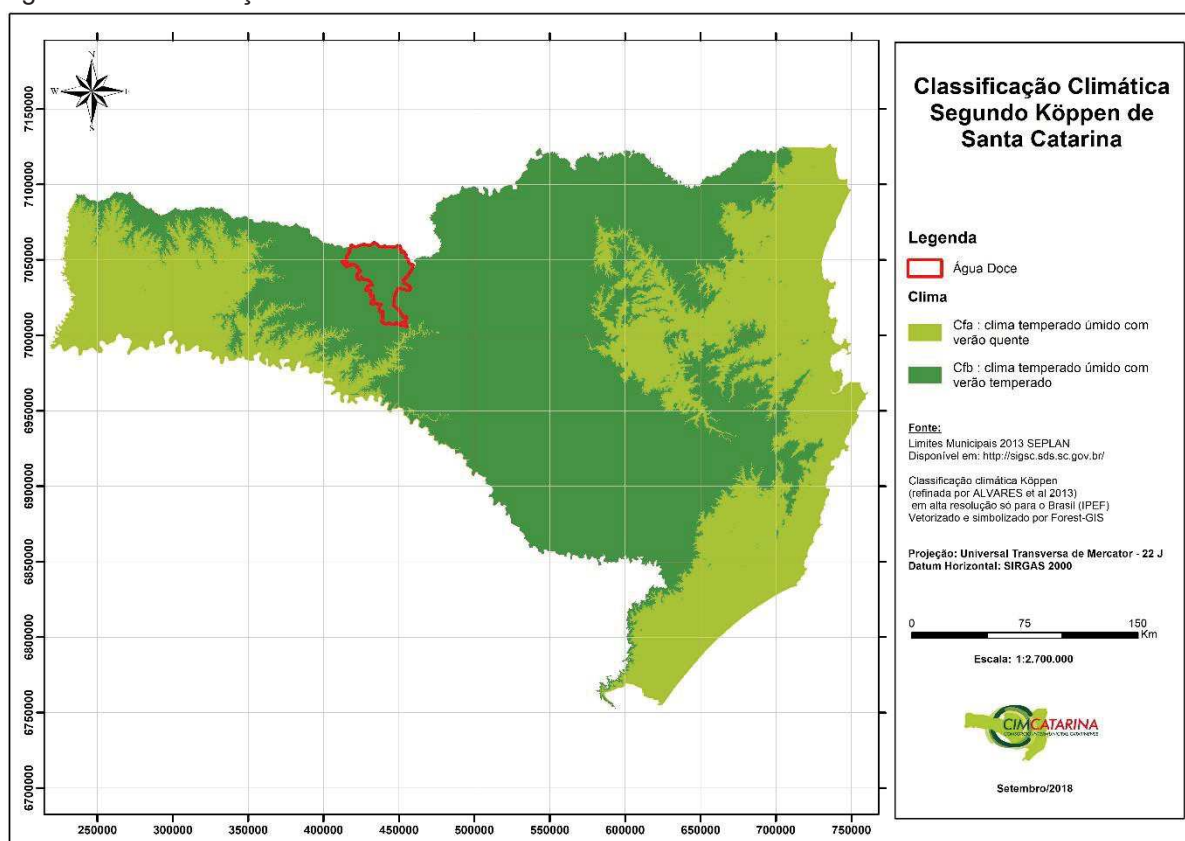 N
W
E
S
7150000
7100000
7050000
7000000
6950000
6900000
6850000
6800000
6750000
6700000
250000
300000
350000
400000
450000
500000
550000
600000
650000
700000
750000
Classificação Climática
Segundo Köppen de
Santa Catarina
Legenda
Água Doce
Clima
Cfa : clima temperado úmido com
verão quente
Cfb : clima temperado úmido com
verão temperado
Fonte:
Limites Municipais 2013 SEPLAN
Disponível em: http://sigsc.sds.sc.gov.br/
Classificação climática Köppen
(refinada por ALVARES et al 2013)
em alta resolução só para o Brasil (IPEF)
Vetorizado e simbolizado por Forest-GIS
Projeção: Universal Transversa de Mercator - 22 J
Datum Horizontal: SIRGAS 2000
0 75 150
Km
Escala: 1:2.700.000
CIMCATARINA
Setembro/2018